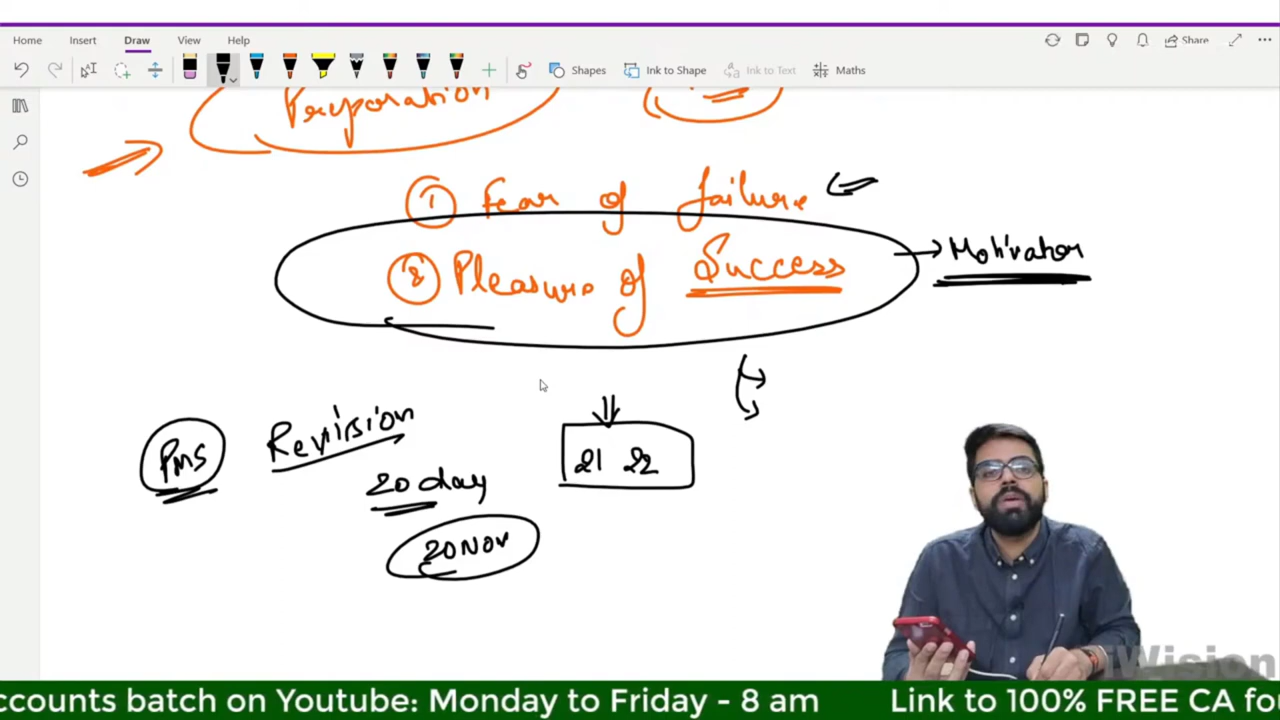 Home Insert Draw View Help Share
Shapes Ink to Shape Ink to Text Maths
Preparation
① Fear of failure
② Pleasure of Success → Motivator
PMS Revision
21 22
20 day
20 Nov
iWision
ccounts batch on Youtube: Monday to Friday - 8 am Link to 100% FREE CA fo